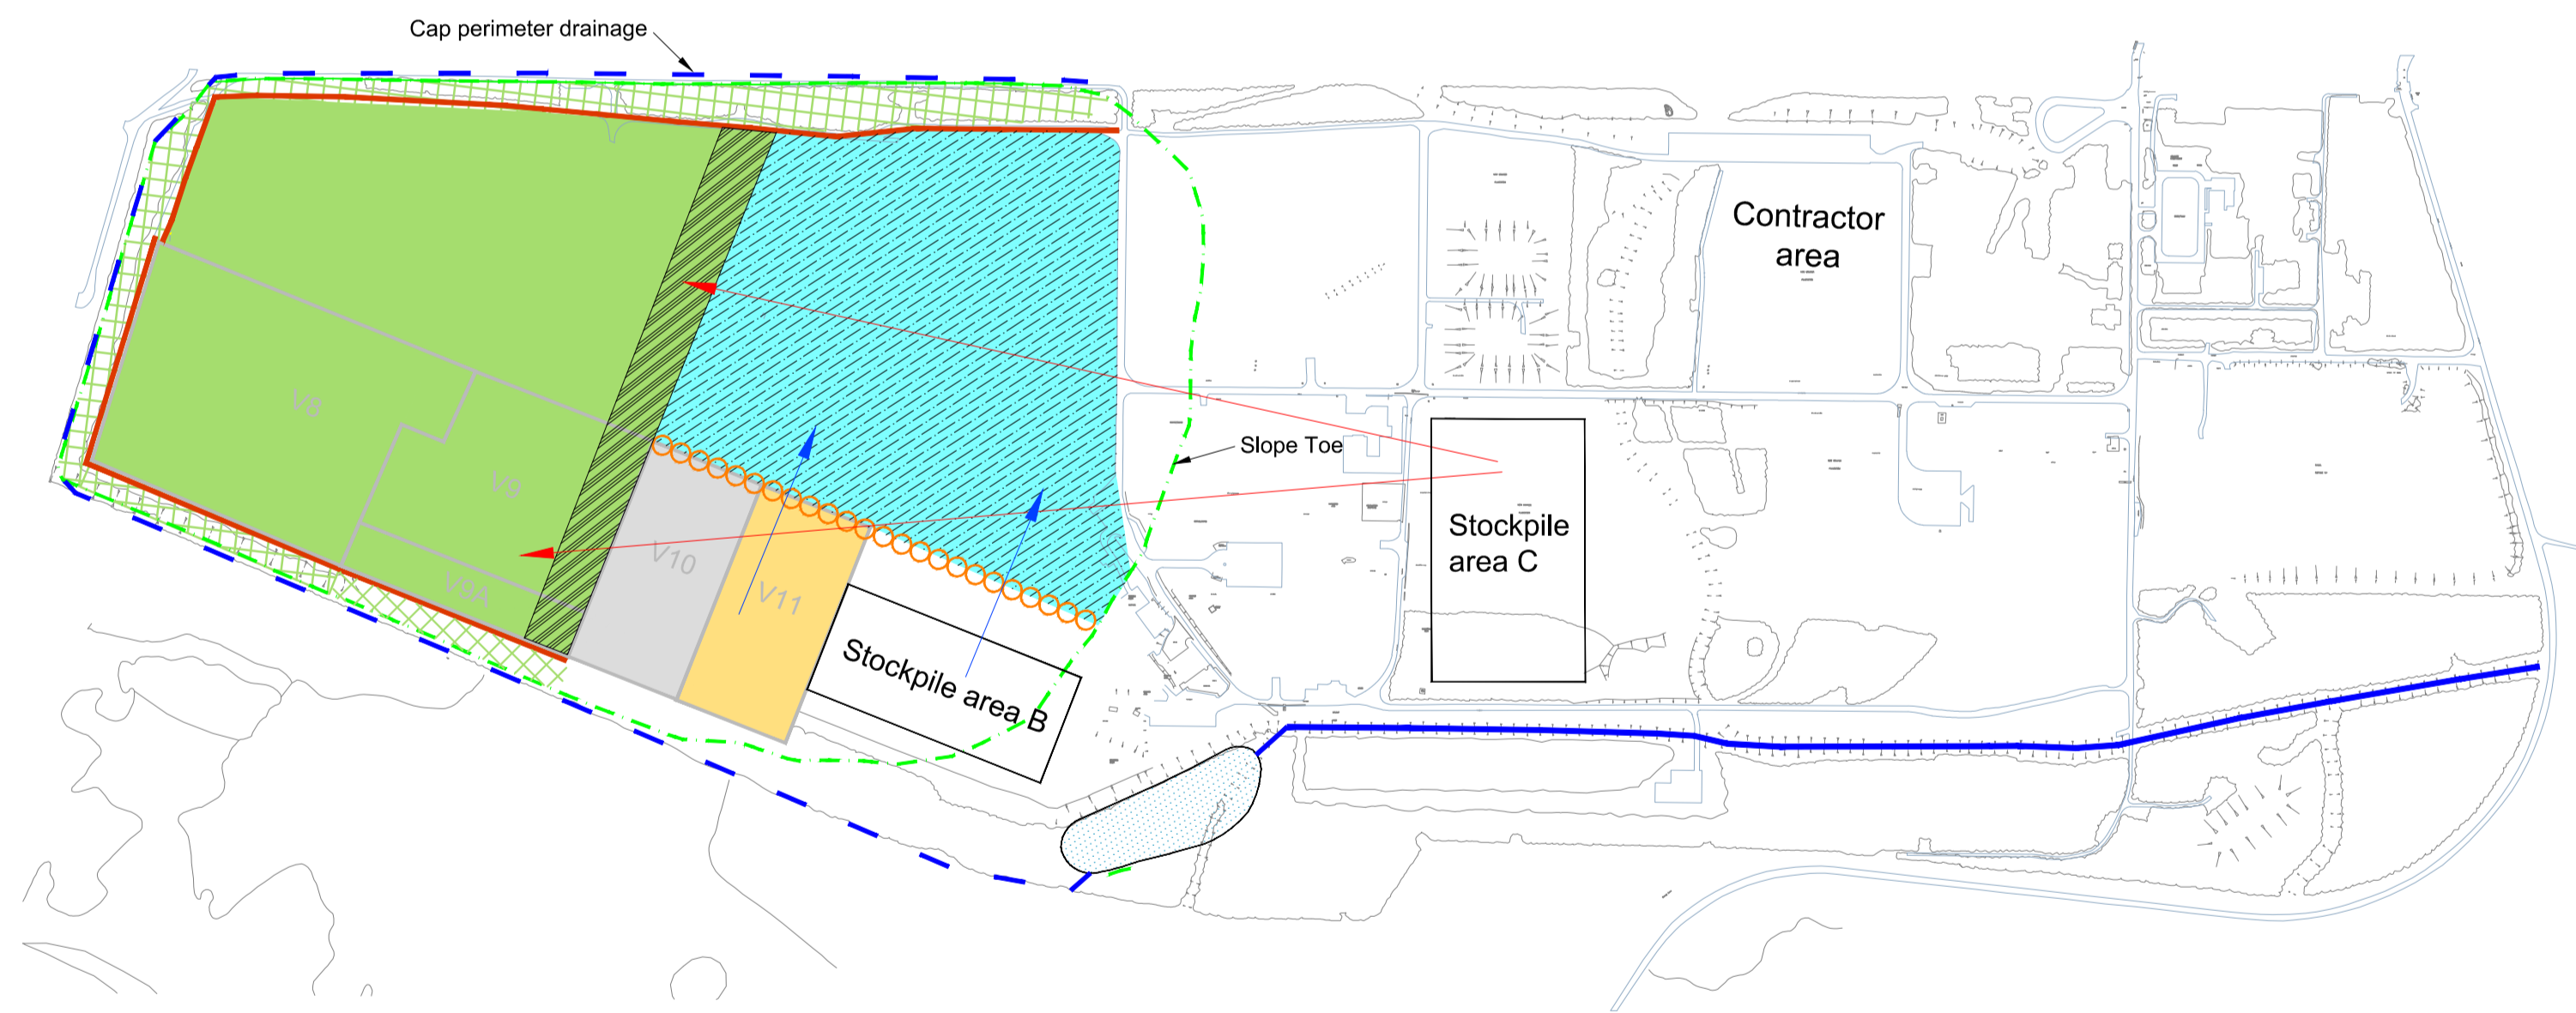 Cap perimeter drainage
Contractor
area
V8
Slope Toe
V9
Stockpile
area C
V10
V9A
V11
Stockpile area B